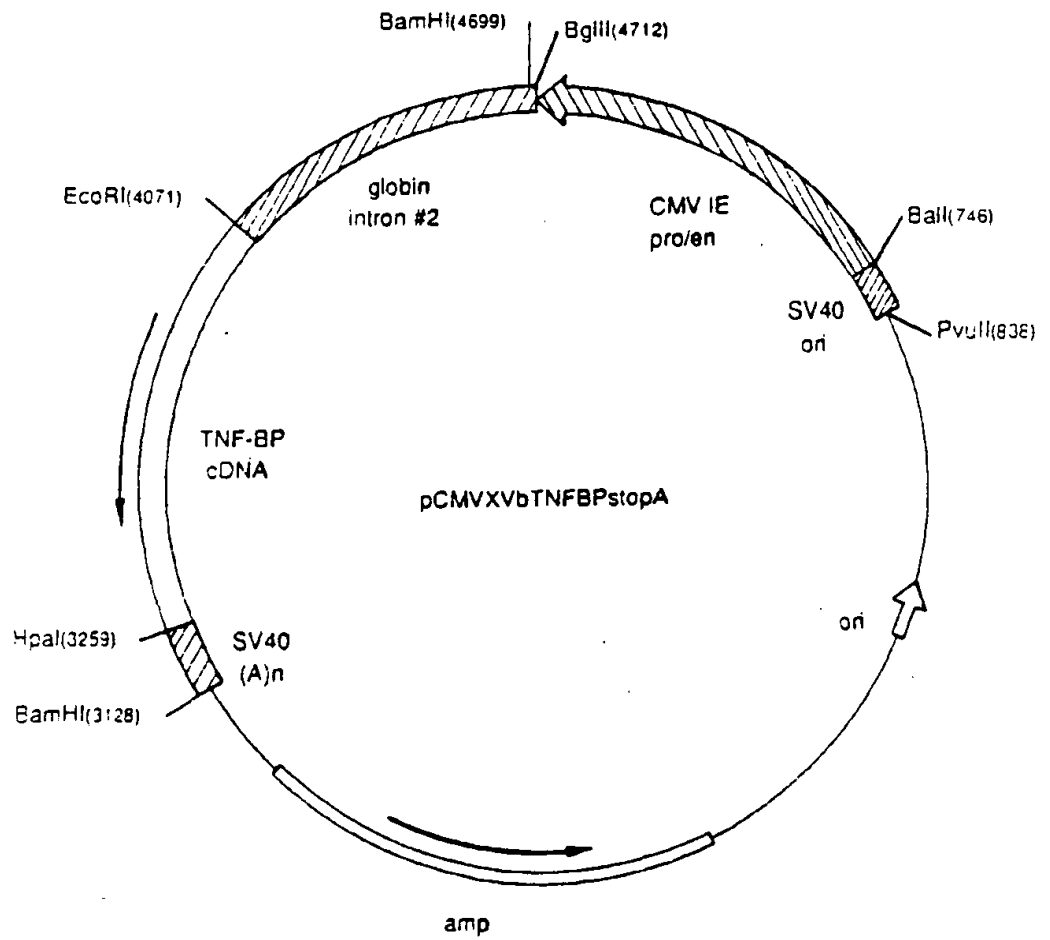 BamHI(4699)
BglII(4712)
EcoRI(4071)
globin
intron #2
CMV IE
pro/en
BalI(746)
SV40
ori
PvuII(838)
TNF-BP
cDNA
pCMVXVbTNFBPstopA
HpaI(3259)
SV40
(A)n
BamHI(3128)
ori
amp